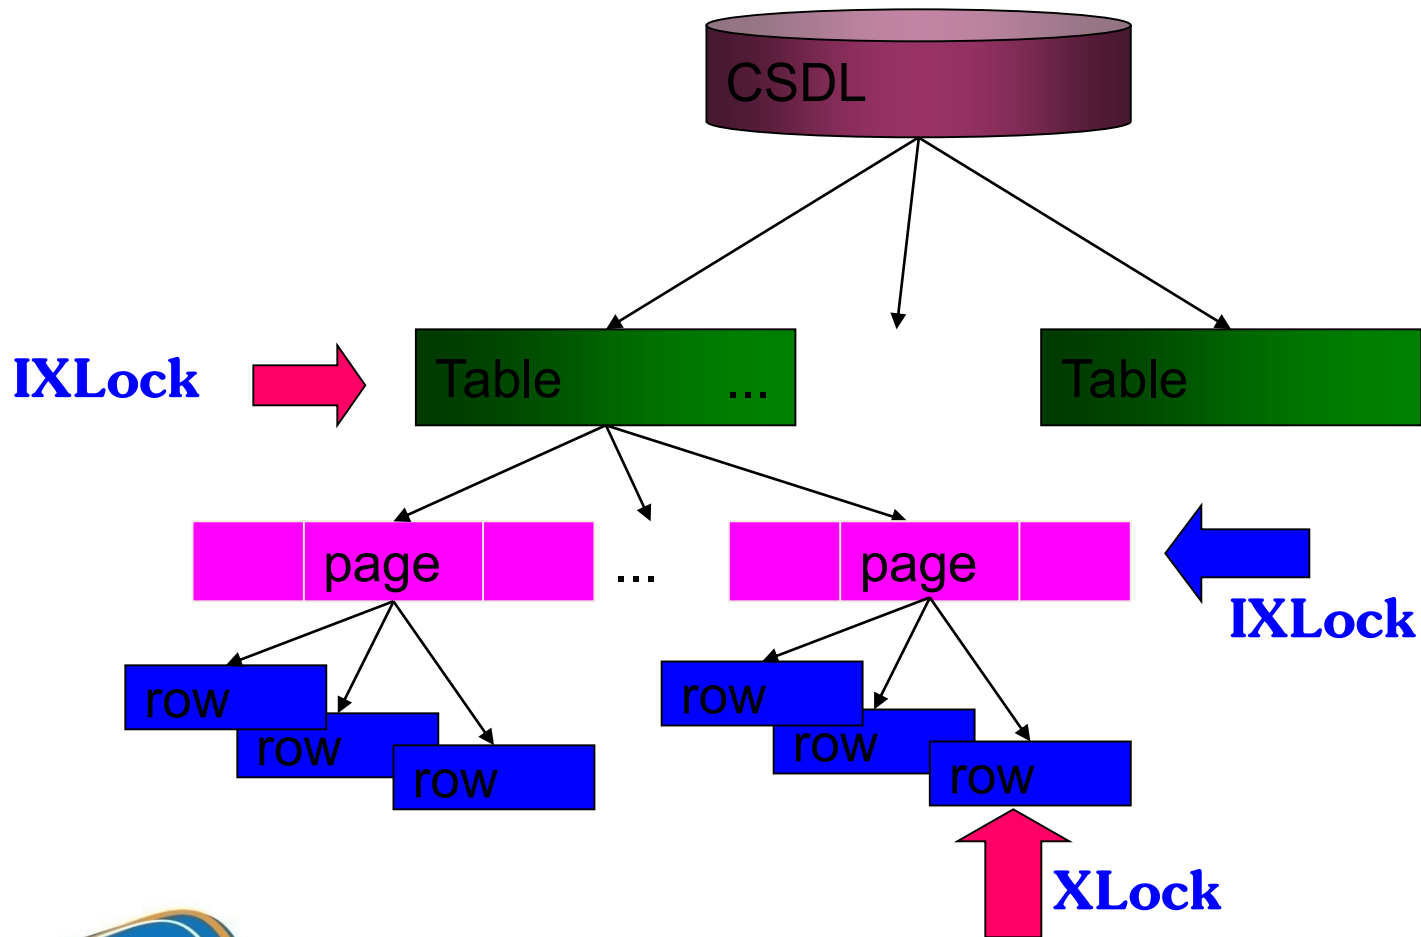 CSDL
IXLock
Table ...
Table
page
...
page
IXLock
row
row
row
row
row
row
XLock